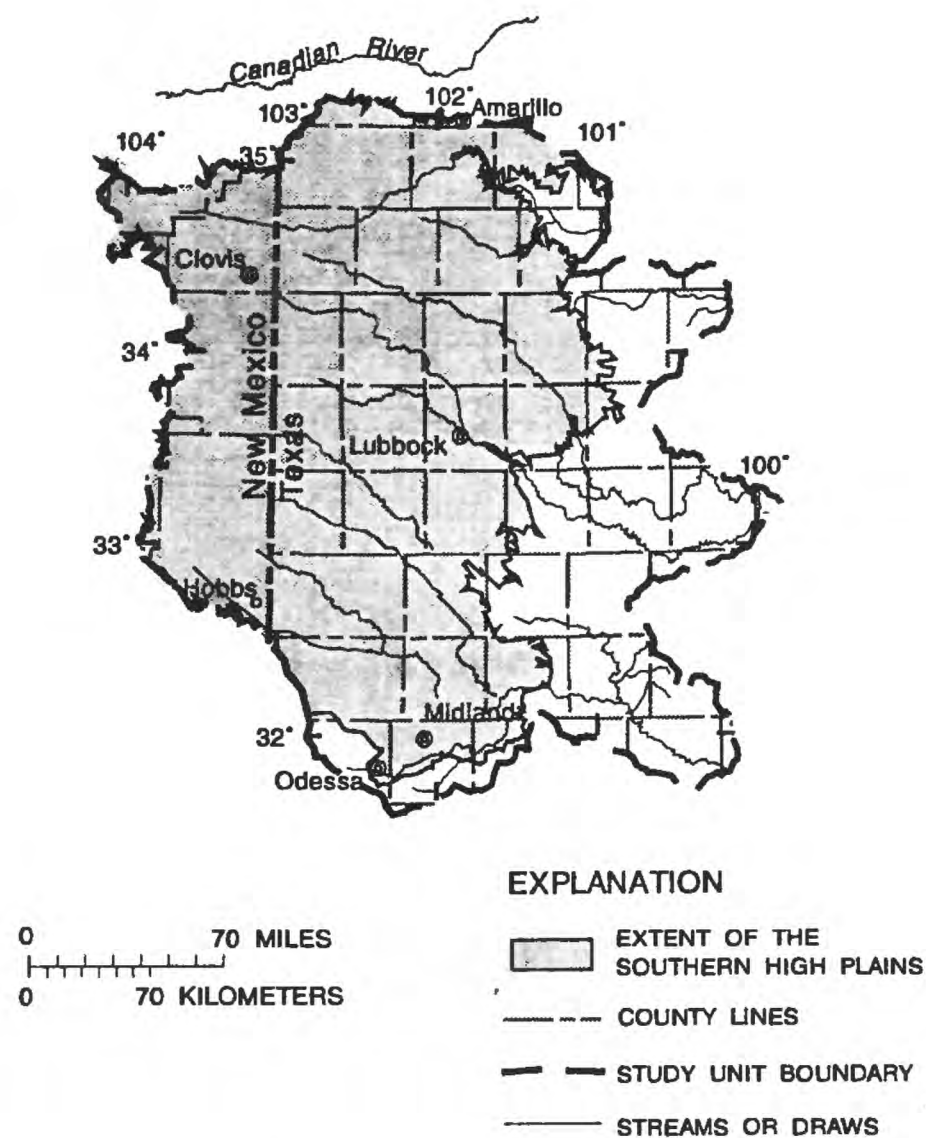 Canadian River
102°
Amarillo
103°
101°
104°
35°
Clovis
New Mexico
Texas
34°
Lubbock
100°
33°
Hobbs
Midland
32°
Odessa
EXPLANATION
0 70 MILES
0 70 KILOMETERS
EXTENT OF THE
SOUTHERN HIGH PLAINS
COUNTY LINES
STUDY UNIT BOUNDARY
STREAMS OR DRAWS